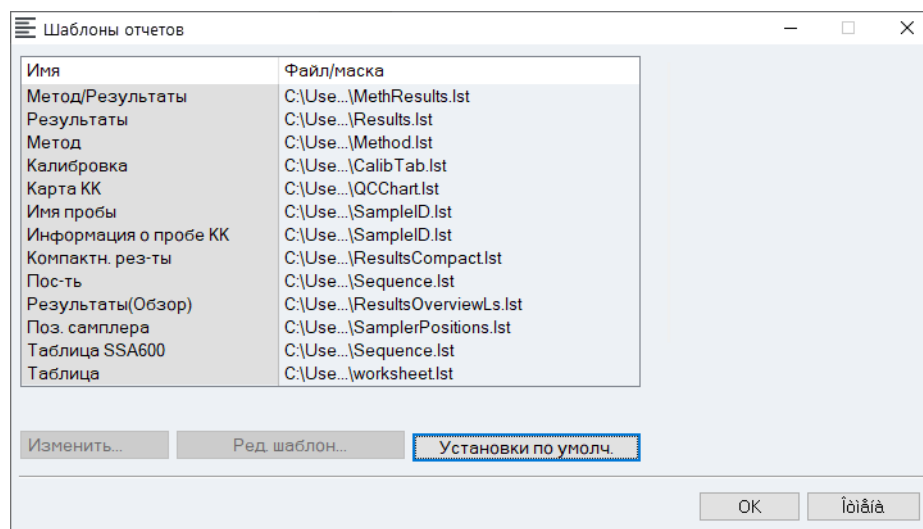 Шаблоны отчетов
Имя Файл/маска
Метод/Результаты C:\Use...\MethResults.lst
Результаты C:\Use...\Results.lst
Метод C:\Use...\Method.lst
Калибровка C:\Use...\CalibTab.lst
Карта КК C:\Use...\QCChart.lst
Имя пробы C:\Use...\SampleID.lst
Информация о пробе КК C:\Use...\SampleID.lst
Компактн. рез-ты C:\Use...\ResultsCompact.lst
Пос-ть C:\Use...\Sequence.lst
Результаты(Обзор) C:\Use...\ResultsOverviewLs.lst
Поз. самплера C:\Use...\SamplerPositions.lst
Таблица SSA600 C:\Use...\Sequence.lst
Таблица C:\Use...\worksheet.lst
Изменить... Ред. шаблон... Установки по умолч.
OK Îòìåíà